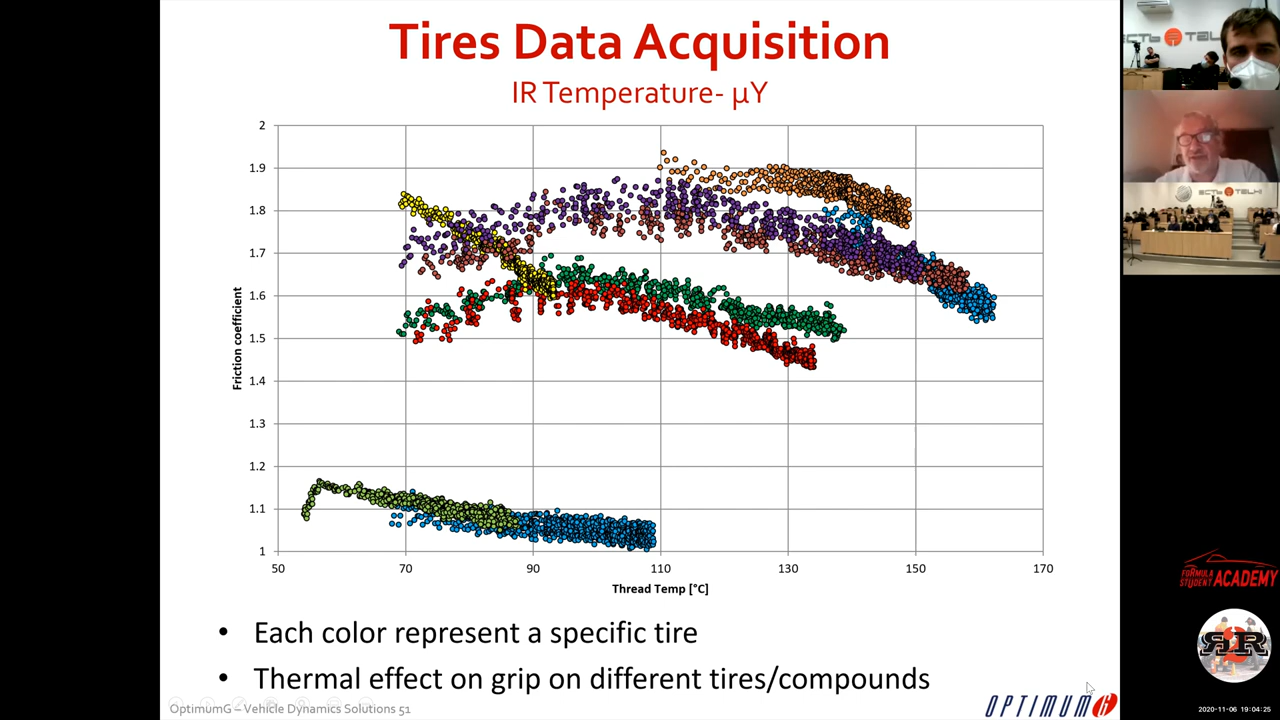 Tires Data Acquisition
IR Temperature- µY
2
1.9
1.8
1.7
1.6
1.5
1.4
1.3
1.2
1.1
1
Friction coefficient
50
70
90
110
130
150
170
Thread Temp [°C]
• Each color represent a specific tire
• Thermal effect on grip on different tires/compounds
OptimumG – Vehicle Dynamics Solutions 51
OPTIMUMG
FORMULA
STUDENT ACADEMY
2020-11-06 19:04:25